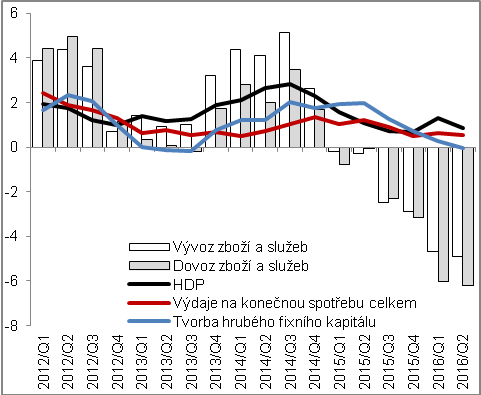 6
4
2
0
-2
-4
-6
-8
Vývoz zboží a služeb
Dovoz zboží a služeb
HDP
Výdaje na konečnou spotřebu celkem
Tvorba hrubého fixního kapitálu
2012/Q1
2012/Q2
2012/Q3
2012/Q4
2013/Q1
2013/Q2
2013/Q3
2013/Q4
2014/Q1
2014/Q2
2014/Q3
2014/Q4
2015/Q1
2015/Q2
2015/Q3
2015/Q4
2016/Q1
2016/Q2